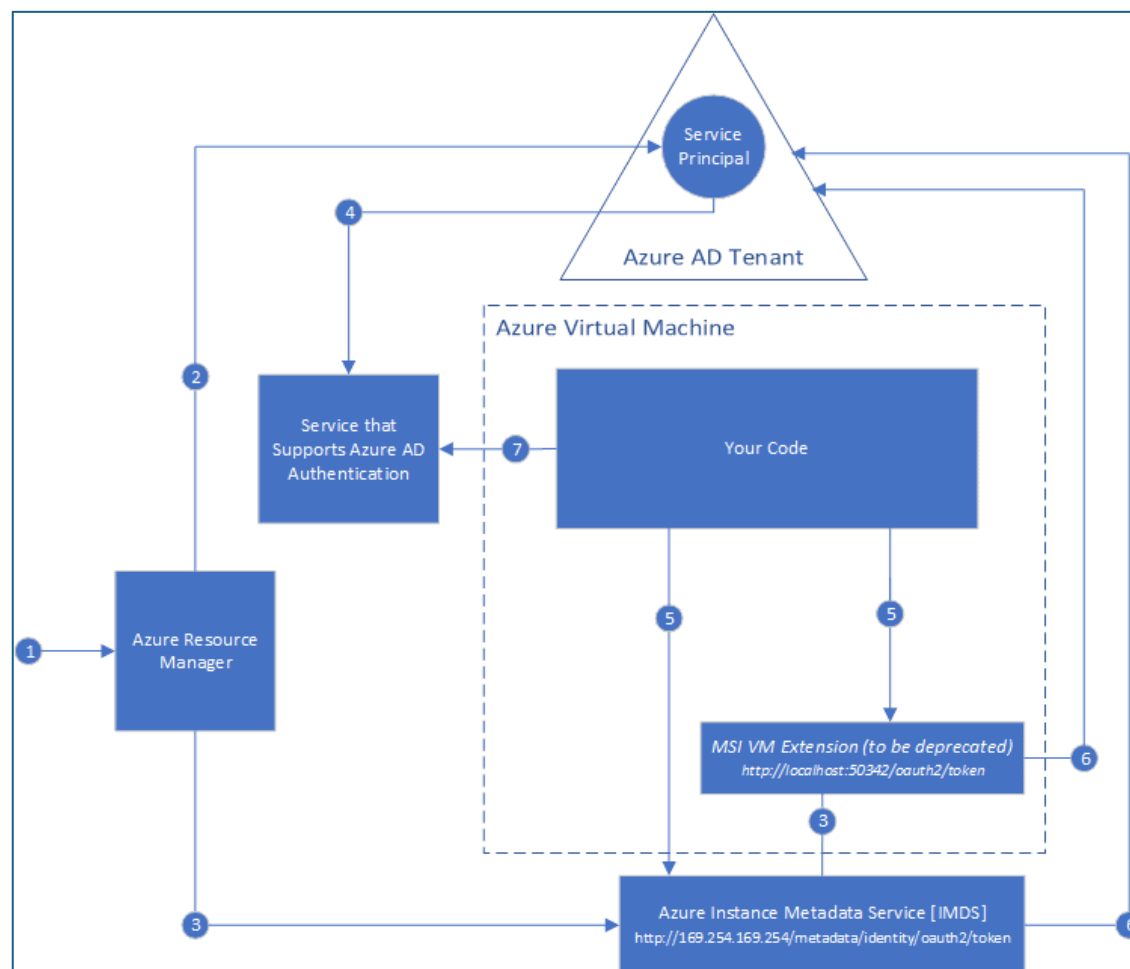 Service
Principal
4
Azure AD Tenant
Azure Virtual Machine
2
Service that
Supports Azure AD
Authentication
7
Your Code
5
5
1
Azure Resource
Manager
MSI VM Extension (to be deprecated)
http://localhost:50342/oauth2/token
6
3
3
Azure Instance Metadata Service [IMDS]
http://169.254.169.254/metadata/identity/oauth2/token
6